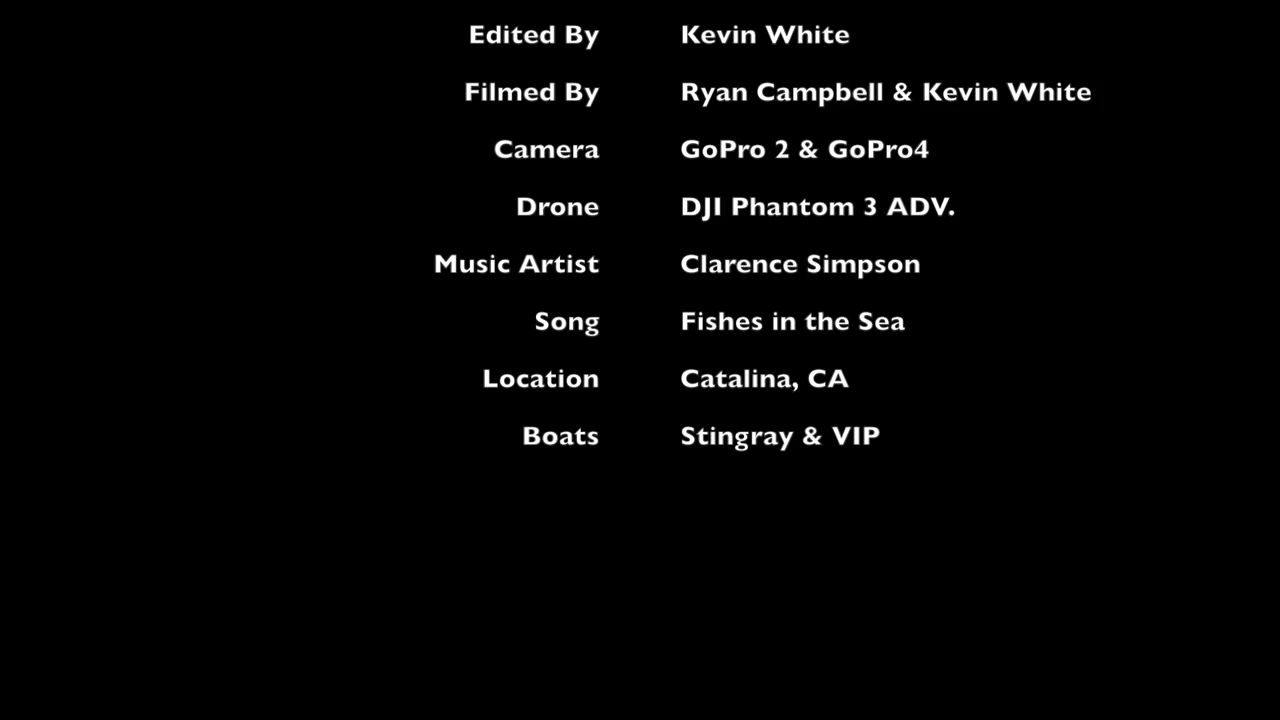 Edited By Kevin White
Filmed By Ryan Campbell & Kevin White
Camera GoPro 2 & GoPro4
Drone DJI Phantom 3 ADV.
Music Artist Clarence Simpson
Song Fishes in the Sea
Location Catalina, CA
Boats Stingray & VIP